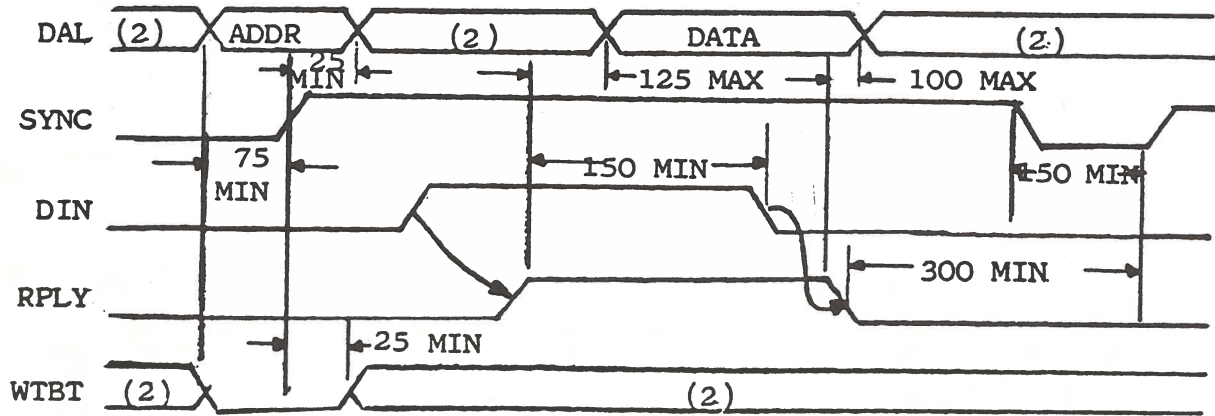 DAL (2) ADDR (2) DATA (2)
25 MIN 125 MAX 100 MAX
SYNC
75 MIN 150 MIN 150 MIN
DIN
RPLY 300 MIN
25 MIN
WTBT (2) (2)